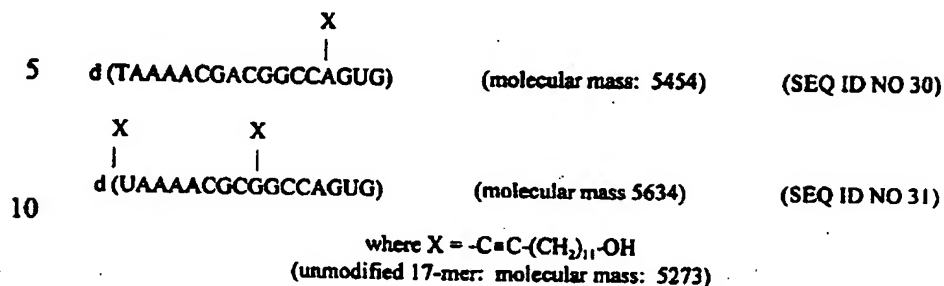 X
5 d (TAAAACGACGGCCAGUG) (molecular mass: 5454) (SEQ ID NO 30)
X X
10 d (UAAAACGCGGCCAGUG) (molecular mass 5634) (SEQ ID NO 31)
where X = -C≡C-(CH₂)₁₁-OH
(unmodified 17-mer: molecular mass: 5273)